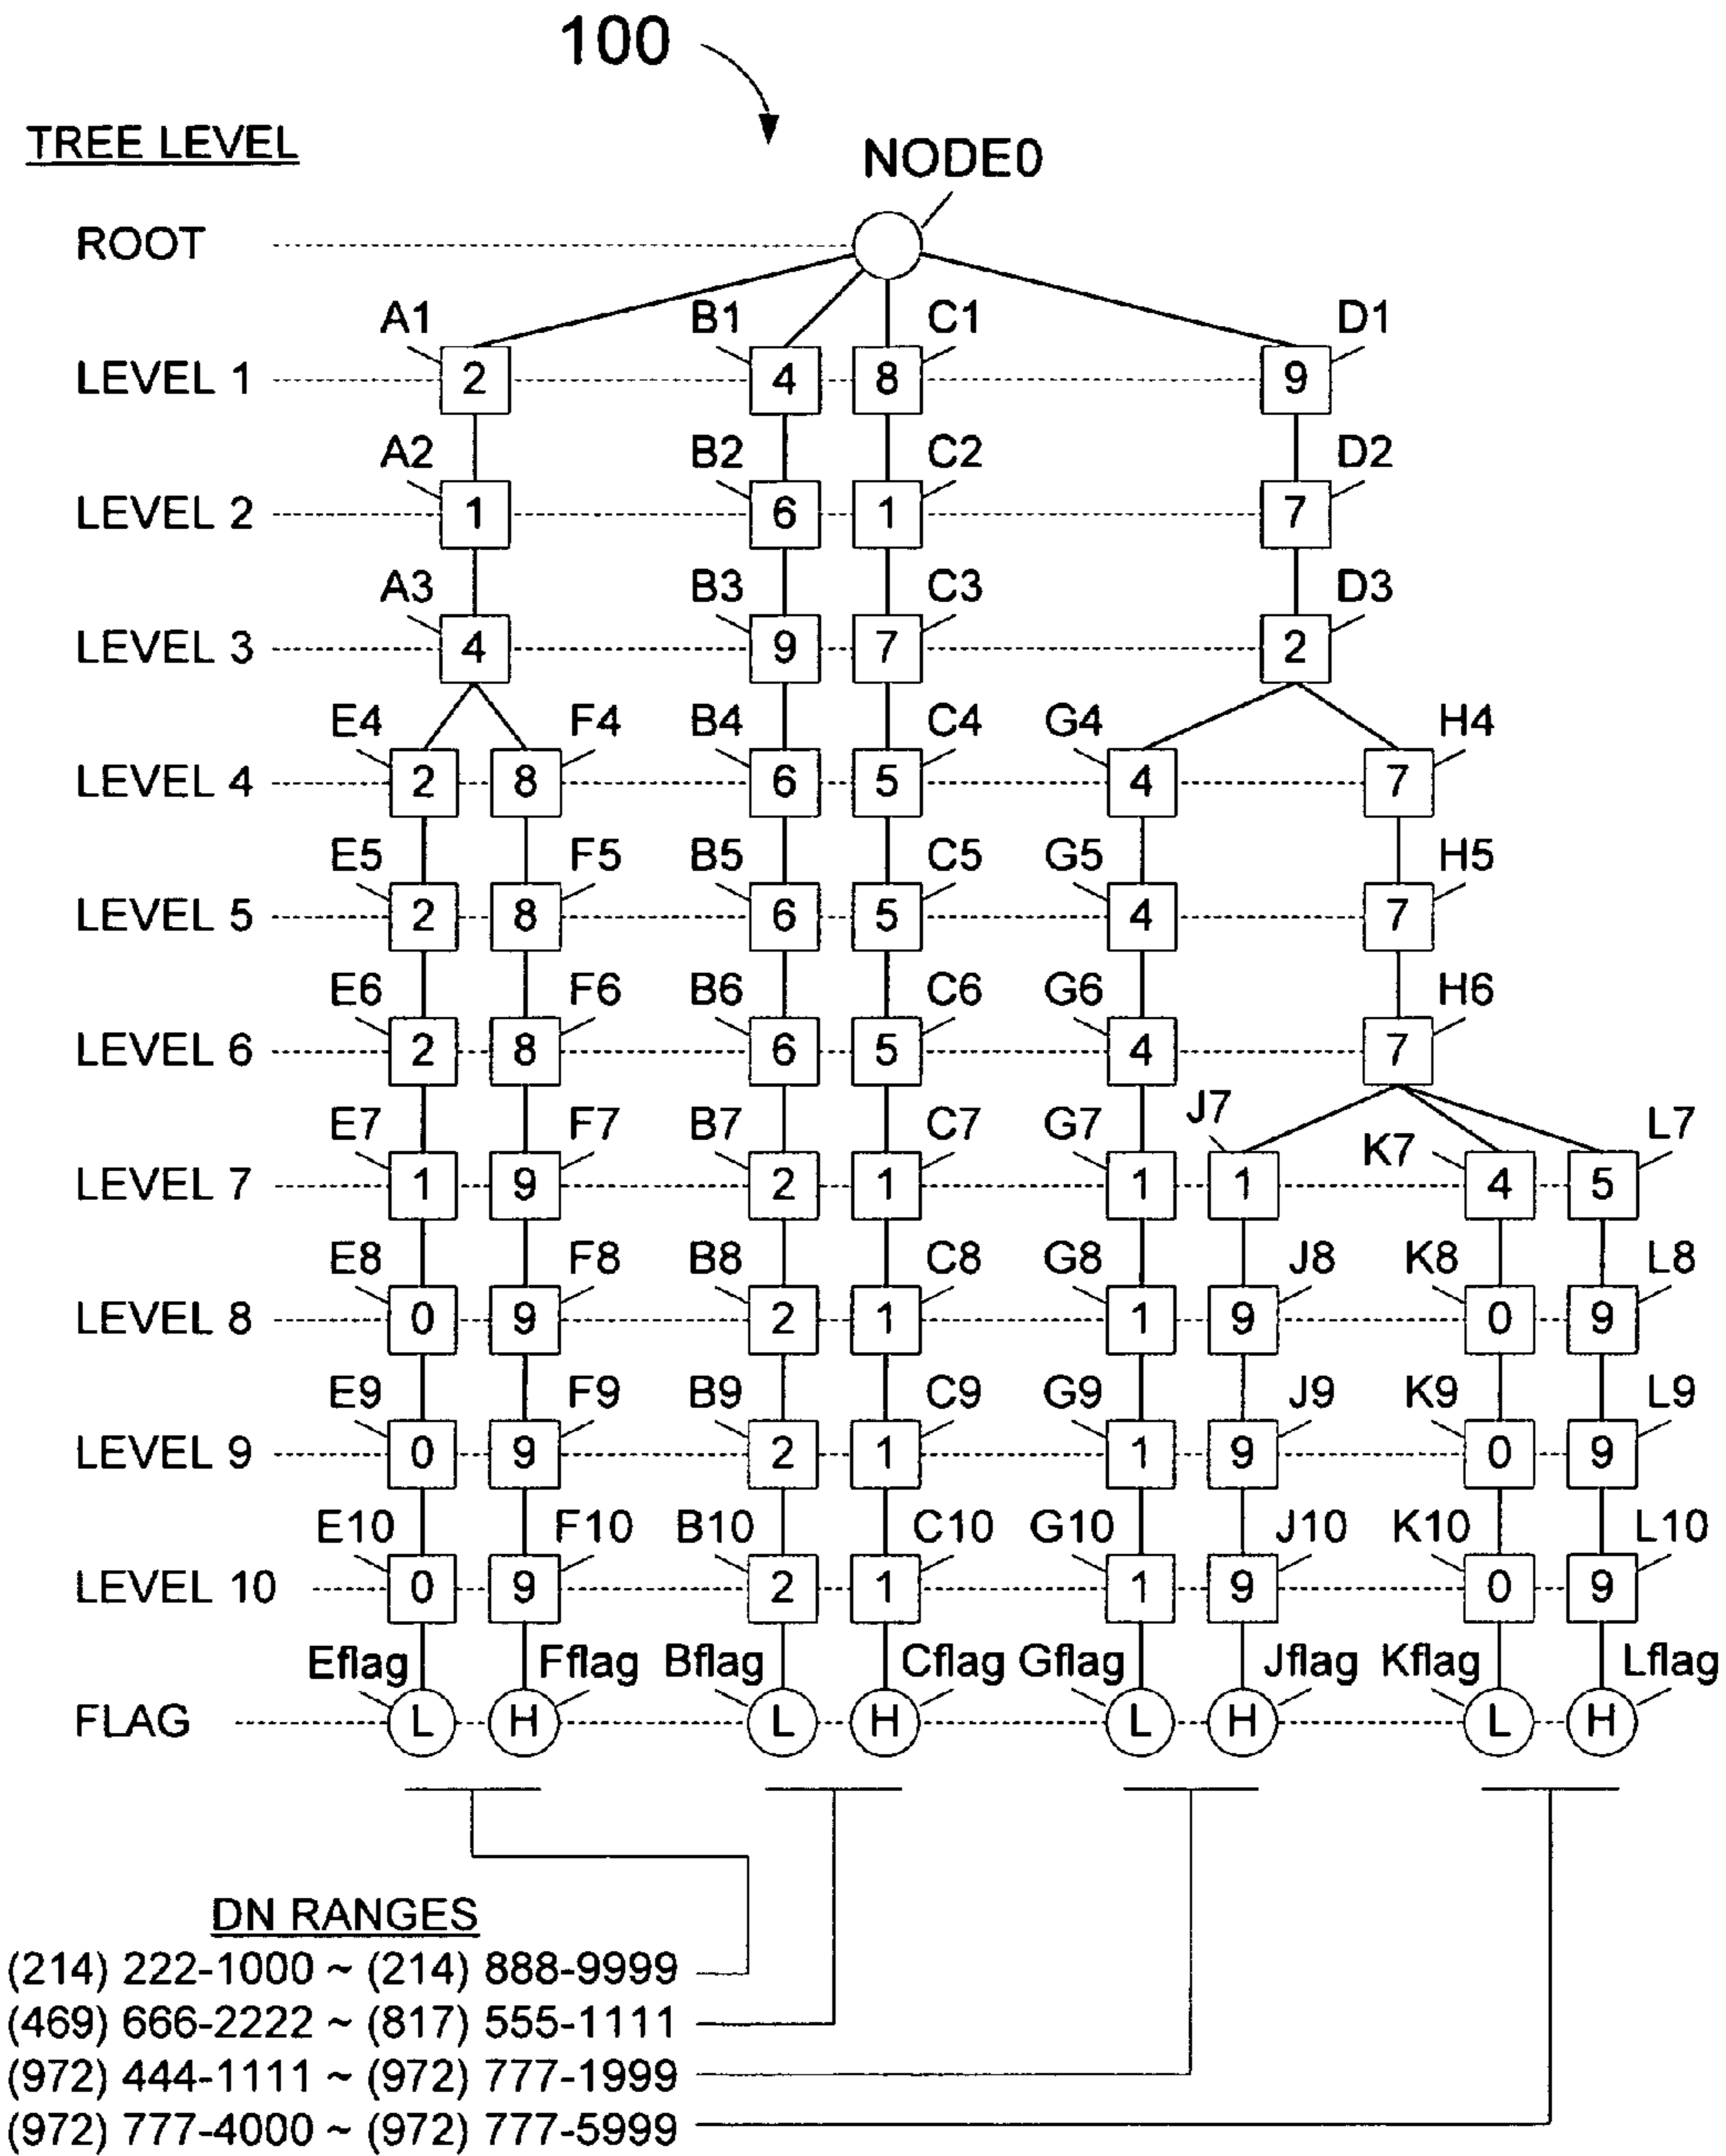 100
TREE LEVEL
NODE0
ROOT
A1 B1 C1 D1
LEVEL 1 2 4 8 9
A2 B2 C2 D2
LEVEL 2 1 6 1 7
A3 B3 C3 D3
LEVEL 3 4 9 7 2
E4 F4 B4 C4 G4 H4
LEVEL 4 2 8 6 5 4 7
E5 F5 B5 C5 G5 H5
LEVEL 5 2 8 6 5 4 7
E6 F6 B6 C6 G6 H6
LEVEL 6 2 8 6 5 4 7
E7 F7 B7 C7 G7 J7 K7 L7
LEVEL 7 1 9 2 1 1 1 4 5
E8 F8 B8 C8 G8 J8 K8 L8
LEVEL 8 0 9 2 1 1 9 0 9
E9 F9 B9 C9 G9 J9 K9 L9
LEVEL 9 0 9 2 1 1 9 0 9
E10 F10 B10 C10 G10 J10 K10 L10
LEVEL 10 0 9 2 1 1 9 0 9
Eflag Fflag Bflag Cflag Gflag Jflag Kflag Lflag
FLAG L H L H L H L H
DN RANGES
(214) 222-1000 ~ (214) 888-9999
(469) 666-2222 ~ (817) 555-1111
(972) 444-1111 ~ (972) 777-1999
(972) 777-4000 ~ (972) 777-5999